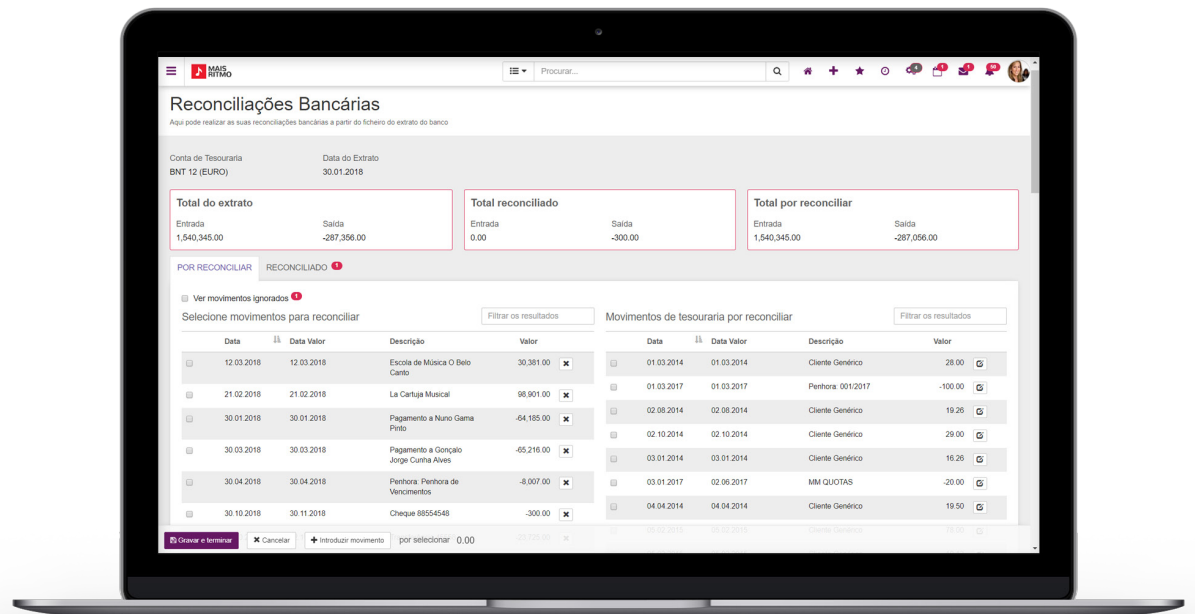 MAIS
RITMO
Procurar...
4
1
1
50
Reconciliações Bancárias
Aqui pode realizar as suas reconciliações bancárias a partir do ficheiro do extrato do banco
Conta de Tesouraria Data do Extrato
BNT 12 (EURO) 30.01.2018
Total do extrato Total reconciliado Total por reconciliar
Entrada Saída Entrada Saída Entrada Saída
1,540,345.00 -287,356.00 0.00 -300.00 1,540,345.00 -287,056.00
POR RECONCILIAR RECONCILIADO 1
Ver movimentos ignorados 1
Selecione movimentos para reconciliar Filtrar os resultados
Data Data Valor Descrição Valor
12.03.2018 12.03.2018 Escola de Música O Belo 30,381.00
Canto
21.02.2018 21.02.2018 La Cartuja Musical 98,901.00
30.01.2018 30.01.2018 Pagamento a Nuno Gama -64,185.00
Pinto
30.03.2018 30.03.2018 Pagamento a Gonçalo -65,216.00
Jorge Cunha Alves
30.04.2018 30.04.2018 Penhora: Penhora de -8,007.00
Vencimentos
30.10.2018 30.11.2018 Cheque 88554548 -300.00
Movimentos de tesouraria por reconciliar Filtrar os resultados
Data Data Valor Descrição Valor
01.03.2014 01.03.2014 Cliente Genérico 28.00
01.03.2017 01.03.2017 Penhora: 001/2017 -100.00
02.08.2014 02.08.2014 Cliente Genérico 19.26
02.10.2014 02.10.2014 Cliente Genérico 29.00
03.01.2014 03.01.2014 Cliente Genérico 16.26
03.01.2017 02.06.2017 MM QUOTAS -20.00
04.04.2014 04.04.2014 Cliente Genérico 19.50
Cliente Genérico
Gravar e terminar Cancelar Introduzir movimento por selecionar 0.00